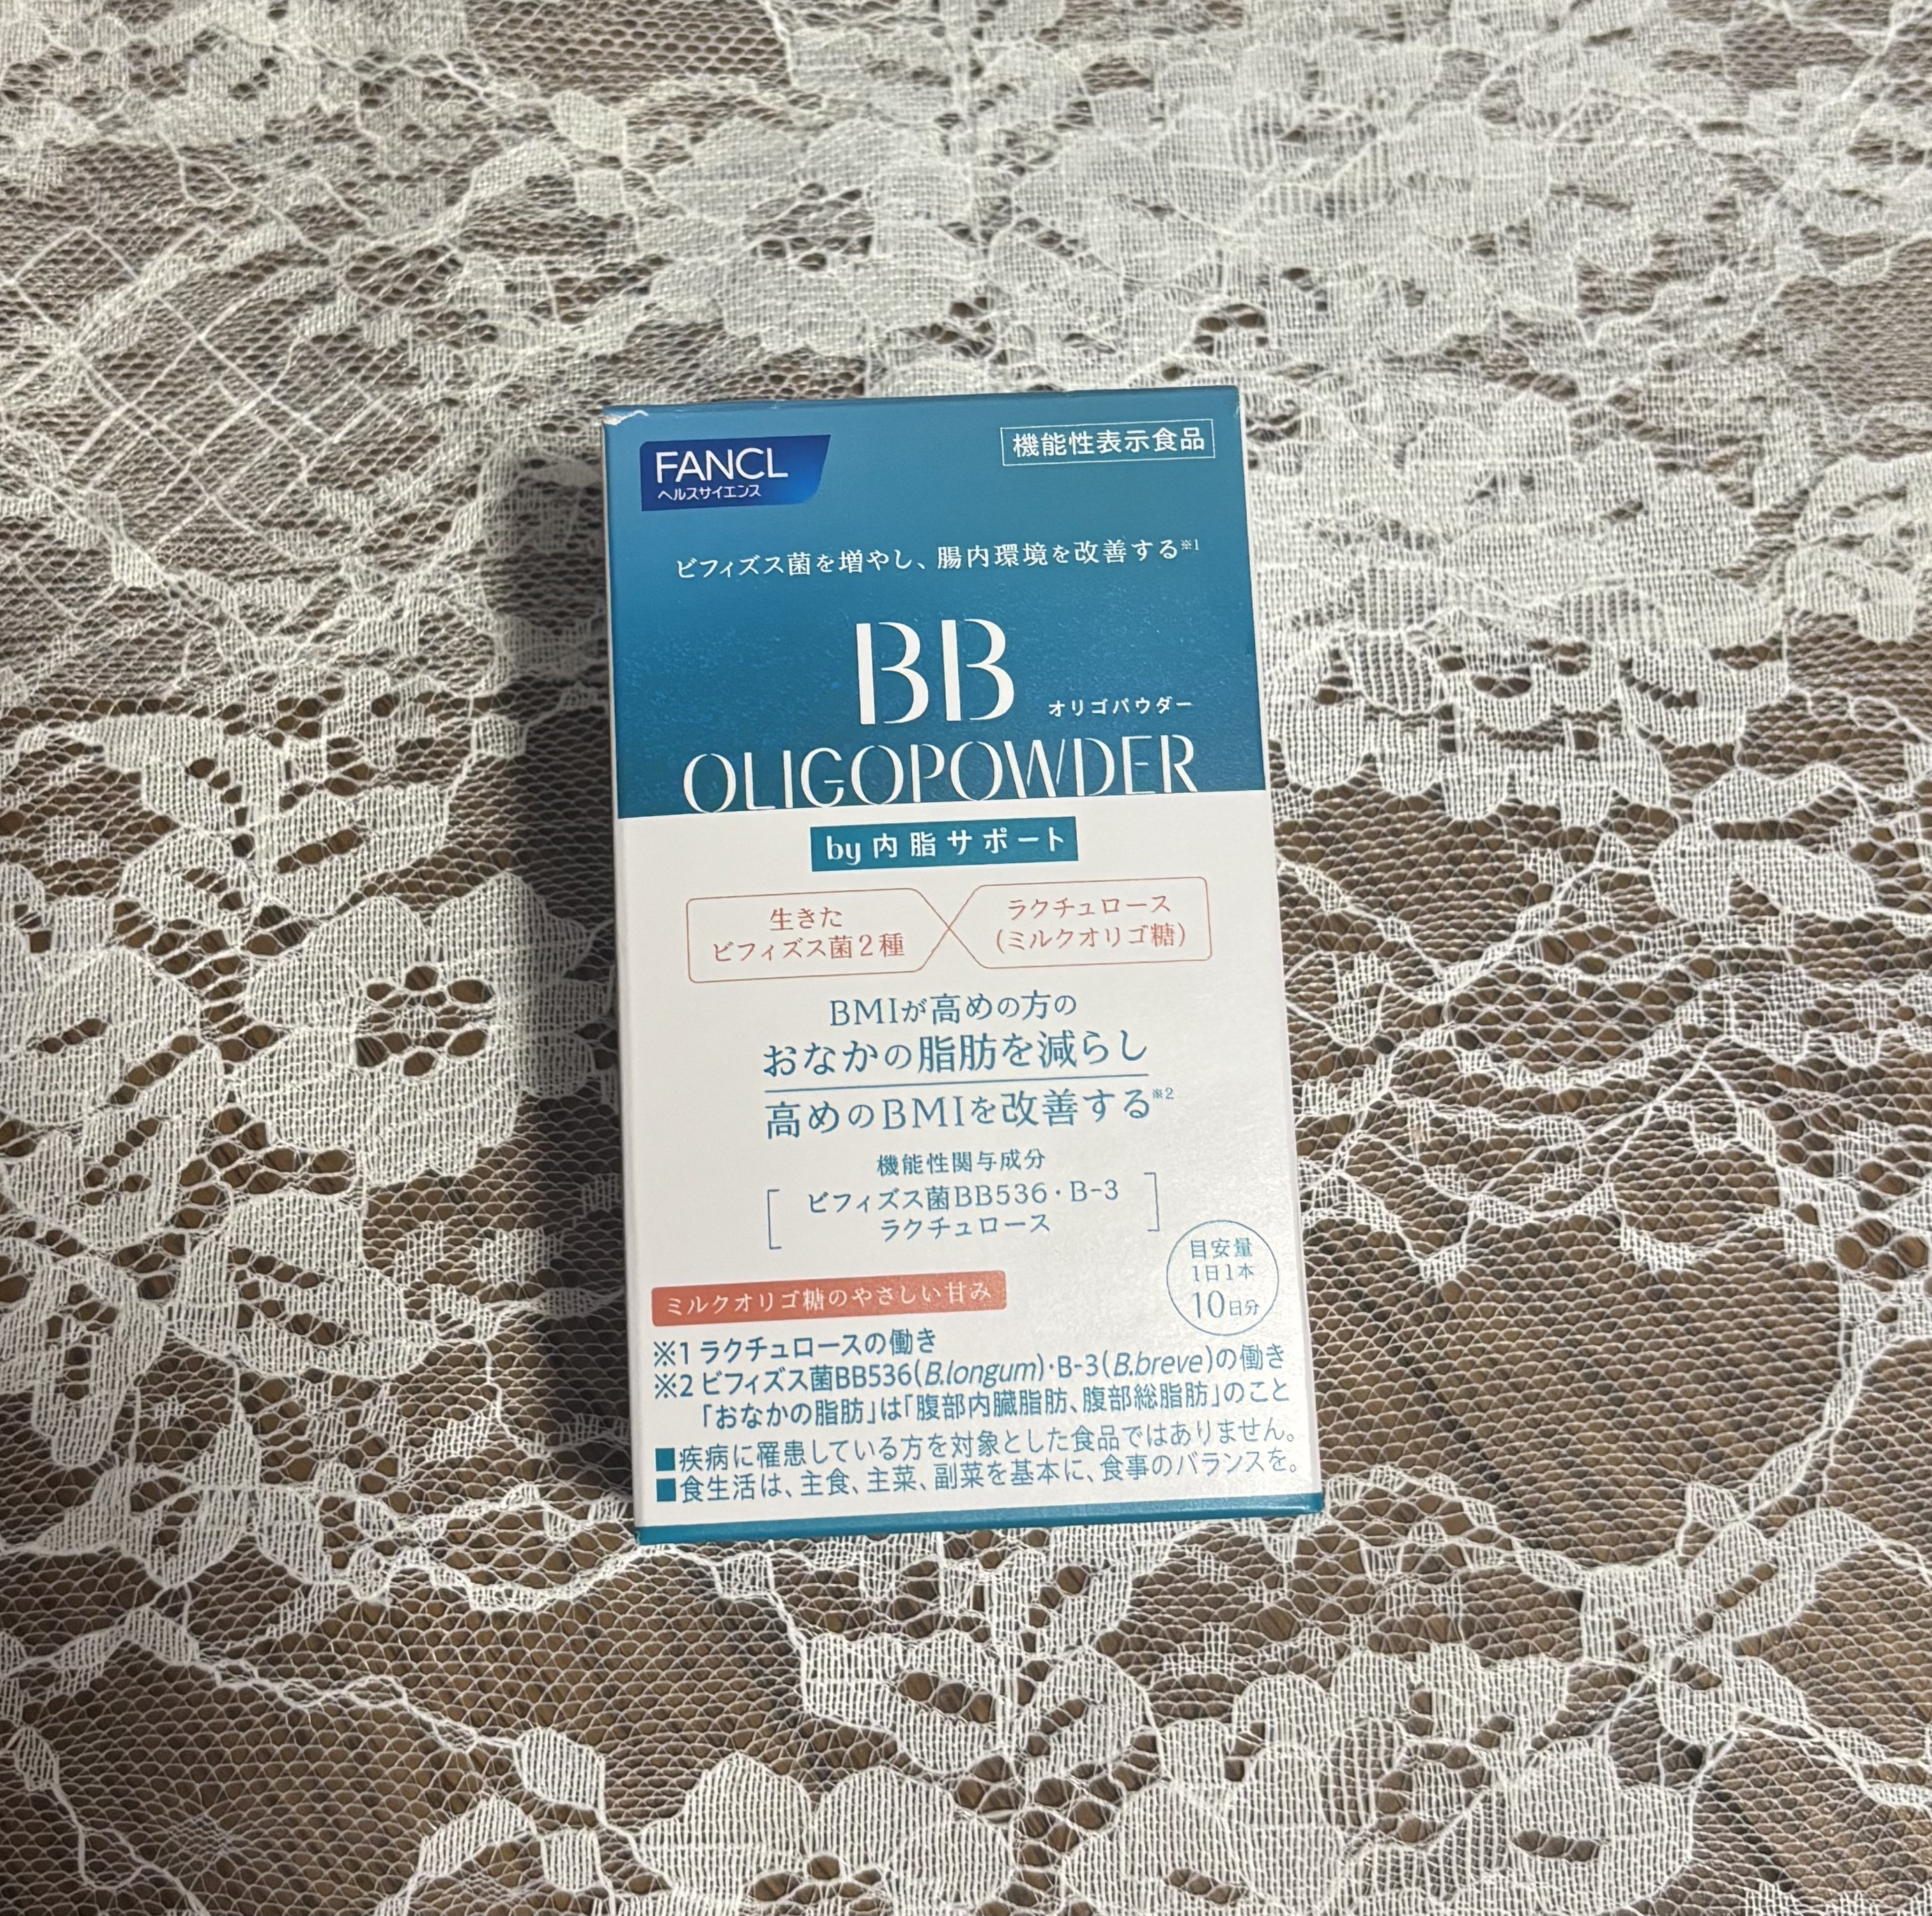 FANCL
ヘルスサイエンス
機能性表示食品
ビフィズス菌を増やし、腸内環境を改善する※1
BB
オリゴパウダー
OLIGOPOWDER
by 内脂サポート
生きた
ビフィズス菌2種
ラクチュロース
(ミルクオリゴ糖)
BMIが高めの方の
おなかの脂肪を減らし
高めのBMIを改善する※2
機能性関与成分
ビフィズス菌BB536・B-3
ラクチュロース
目安量
1日1本
10日分
ミルクオリゴ糖のやさしい甘み
※1 ラクチュロースの働き
※2 ビフィズス菌BB536(B.longum)・B-3(B.breve)の働き
「おなかの脂肪」は「腹部内臓脂肪、腹部総脂肪」のこと
■疾病に罹患している方を対象とした食品ではありません。
■食生活は、主食、主菜、副菜を基本に、食事のバランスを。